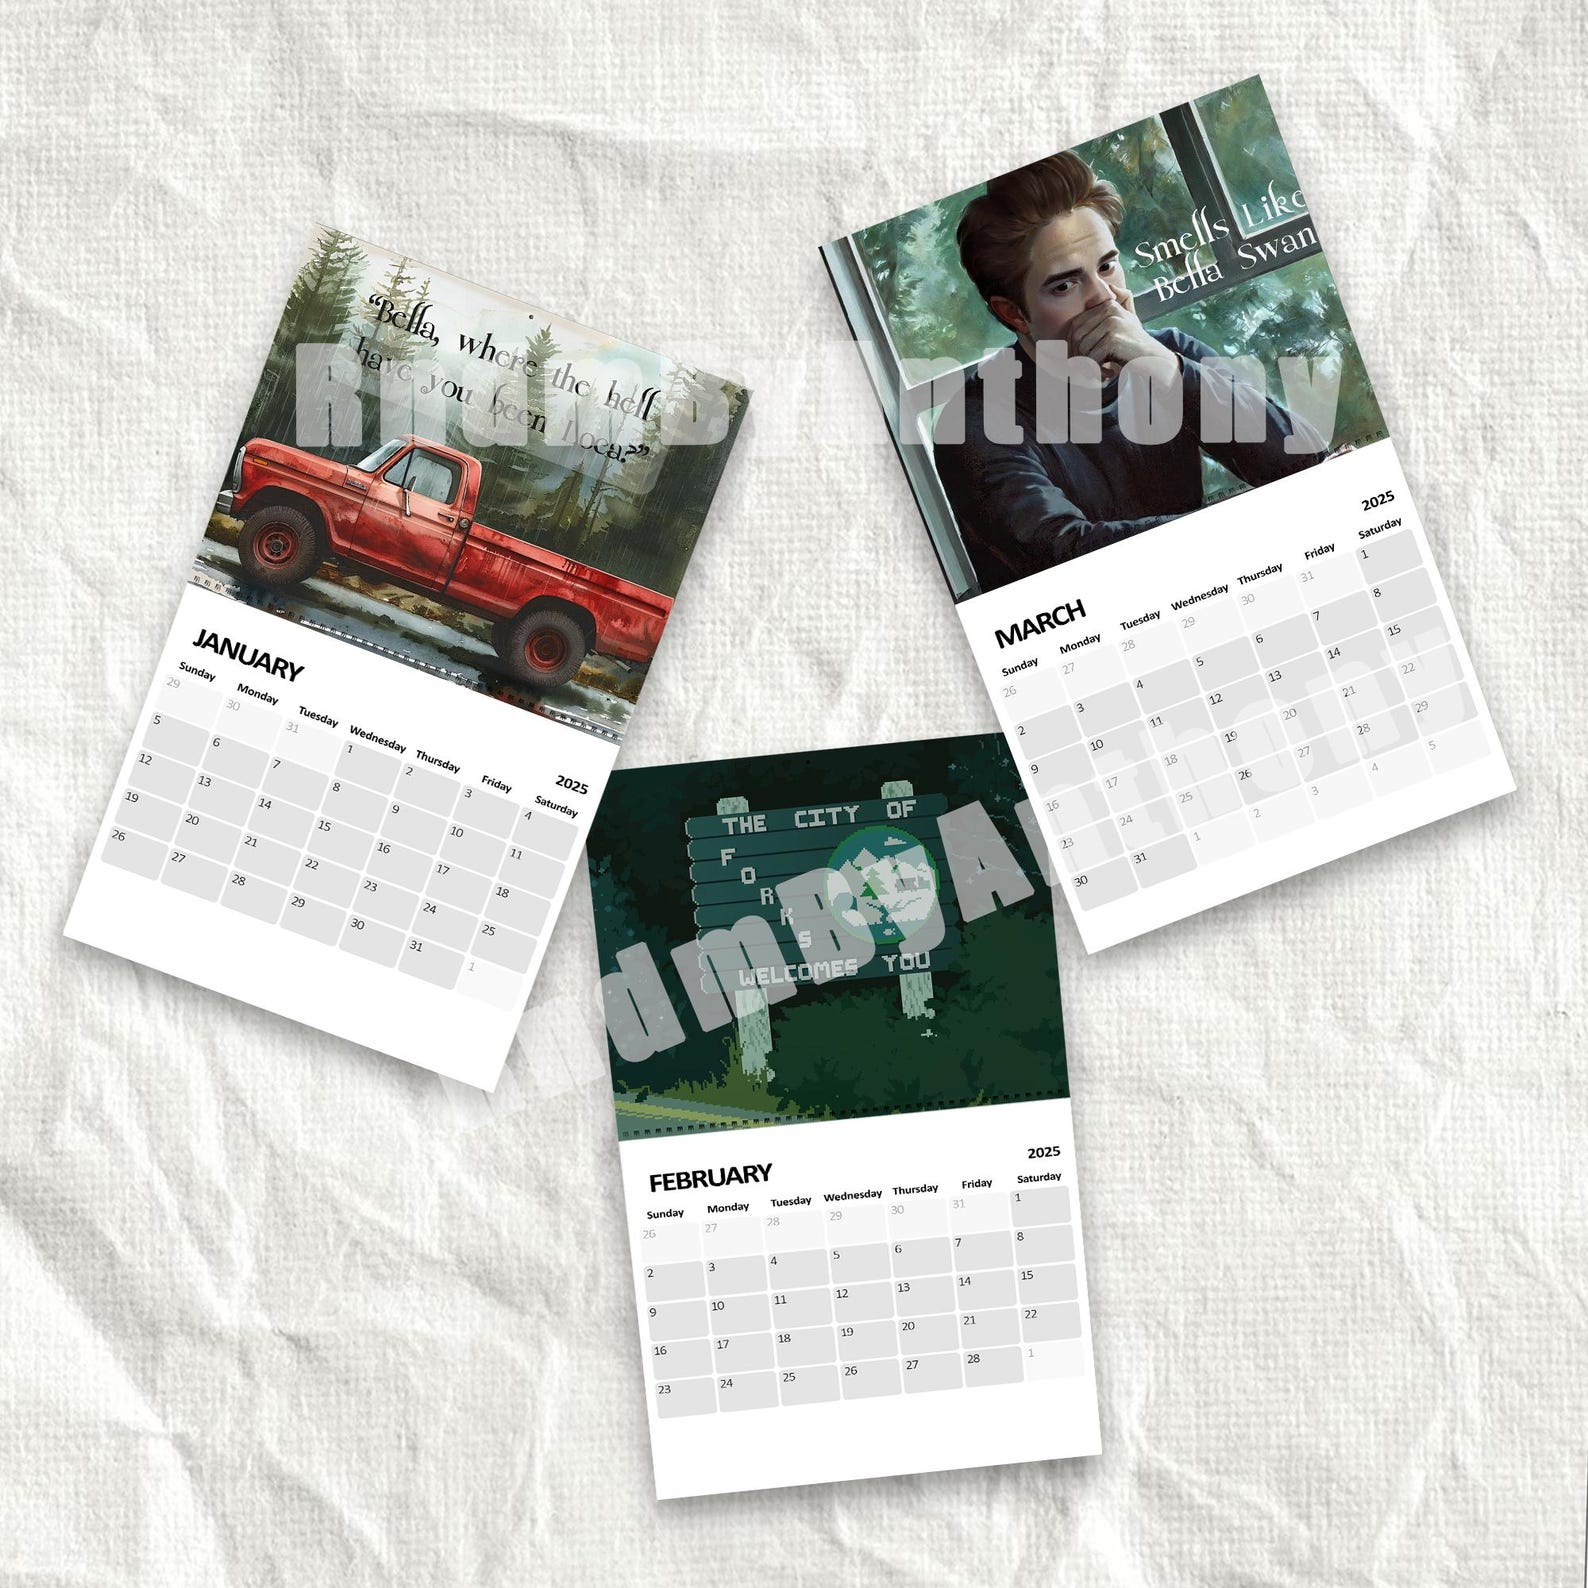 “Bella, where the hell
have you been Loca?”
JANUARY
2025
Sunday Monday Tuesday Wednesday Thursday Friday Saturday
29 30 31 1 2 3 4
5 6 7 8 9 10 11
12 13 14 15 16 17 18
19 20 21 22 23 24 25
26 27 28 29 30 31 1
Smells Like
Bella Swan
MARCH
2025
Sunday Monday Tuesday Wednesday Thursday Friday Saturday
26 27 28 29 30 31 1
2 3 4 5 6 7 8
9 10 11 12 13 14 15
16 17 18 19 20 21 22
23 24 25 26 27 28 29
30 31 1 2 3 4 5
THE CITY OF
FORKS
WELCOMES YOU
FEBRUARY
2025
Sunday Monday Tuesday Wednesday Thursday Friday Saturday
26 27 28 29 30 31 1
2 3 4 5 6 7 8
9 10 11 12 13 14 15
16 17 18 19 20 21 22
23 24 25 26 27 28 1
RndmByAnthony
RndmByAnthony